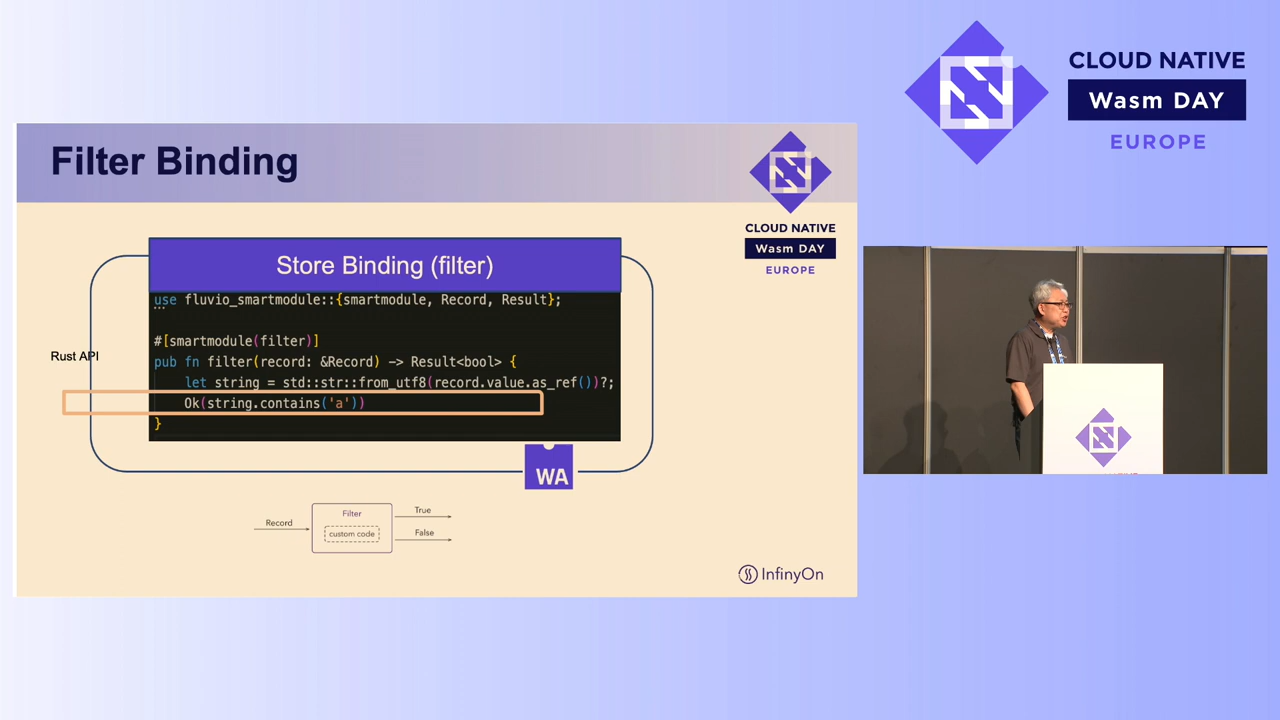 CLOUD NATIVE
Wasm DAY
EUROPE
Filter Binding
CLOUD NATIVE
Wasm DAY
EUROPE
Store Binding (filter)
use fluvio_smartmodule::{smartmodule, Record, Result};
#[smartmodule(filter)]
pub fn filter(record: &Record) -> Result<bool> {
let string = std::str::from_utf8(record.value.as_ref())?;
Ok(string.contains('a'))
}
Rust API
WA
Record
Filter
custom code
True
False
InfinyOn